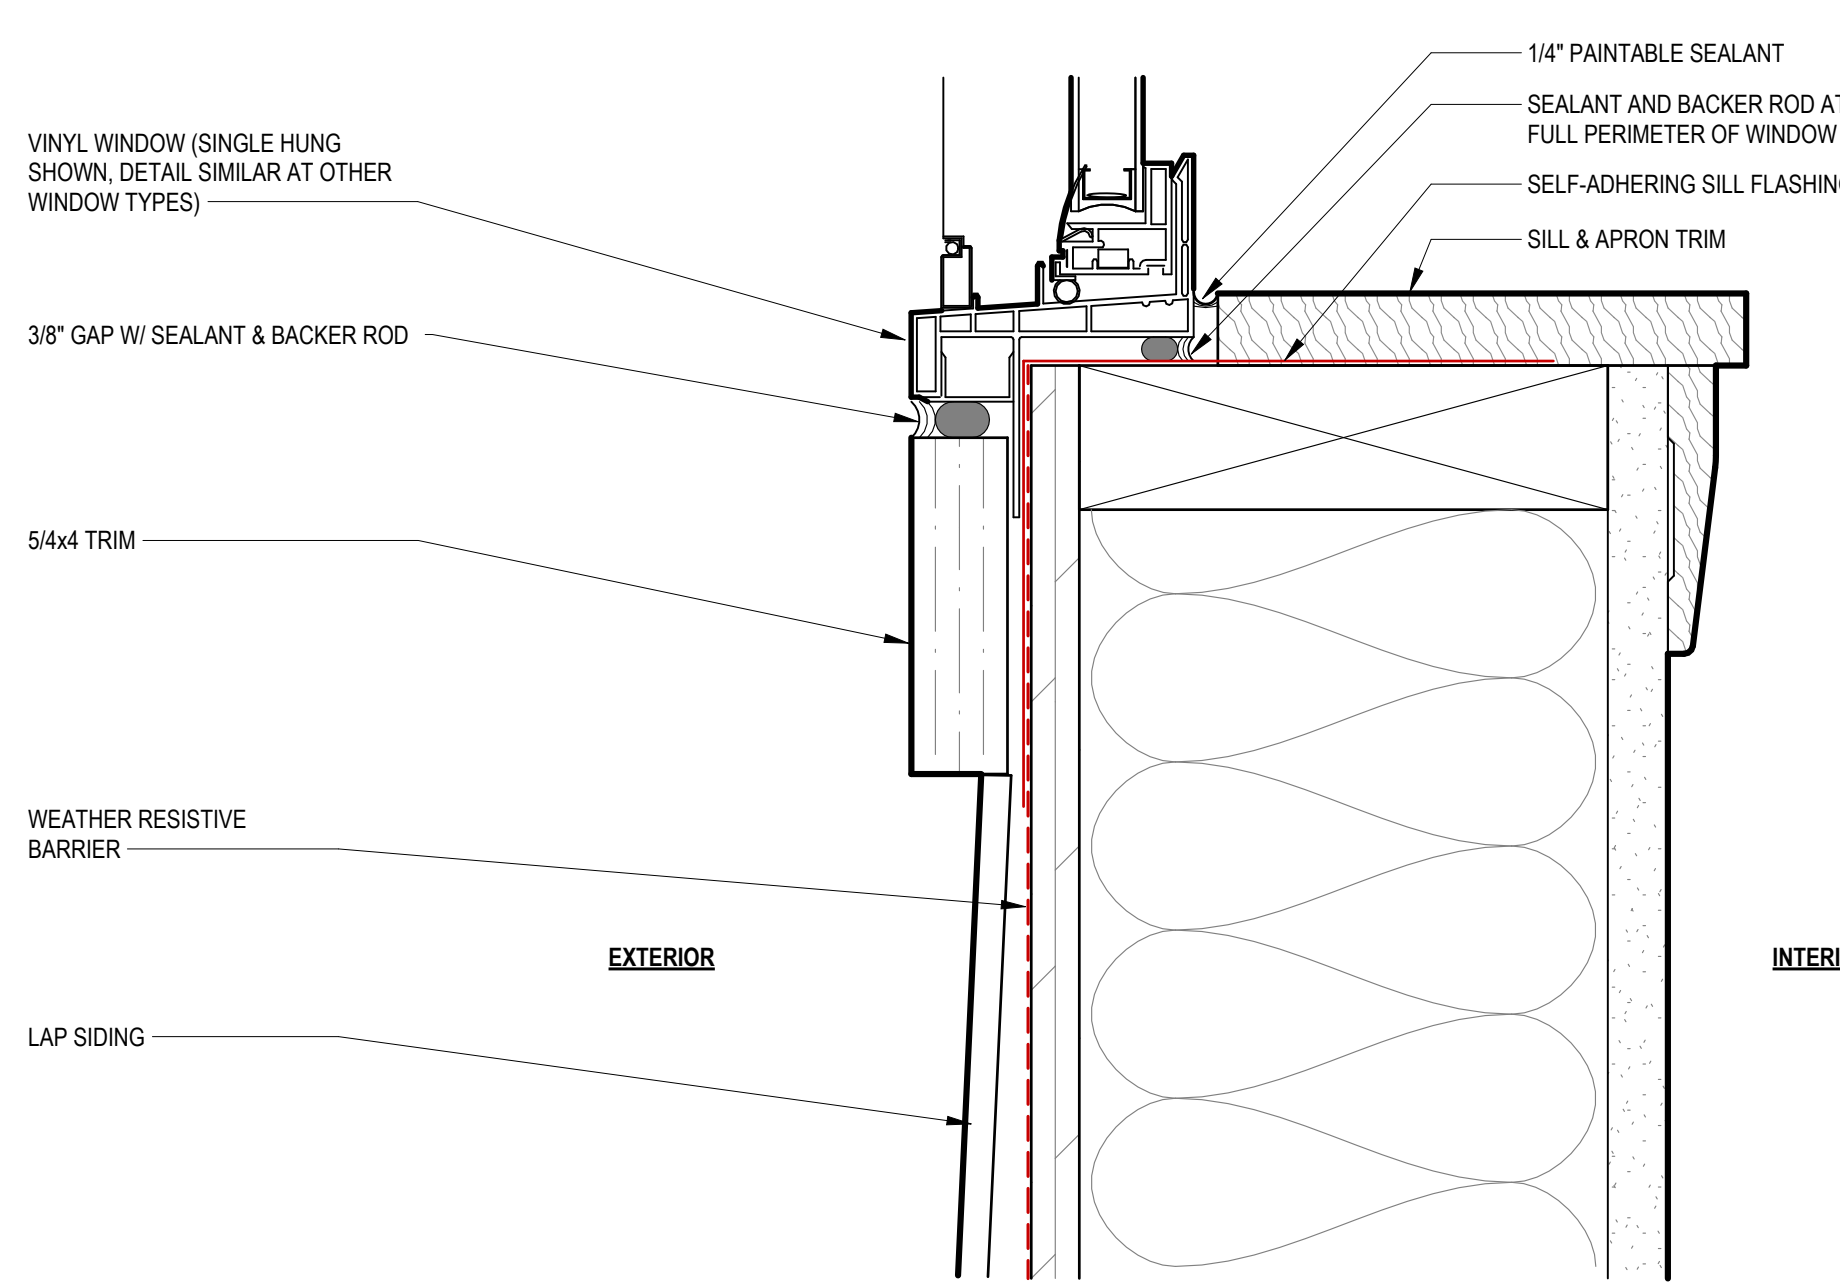 1/4" PAINTABLE SEALANT
SEALANT AND BACKER ROD AT
FULL PERIMETER OF WINDOW
SELF-ADHERING SILL FLASHING
SILL & APRON TRIM
VINYL WINDOW (SINGLE HUNG
SHOWN, DETAIL SIMILAR AT OTHER
WINDOW TYPES)
3/8" GAP W/ SEALANT & BACKER ROD
5/4x4 TRIM
WEATHER RESISTIVE
BARRIER
EXTERIOR
INTERI
LAP SIDING